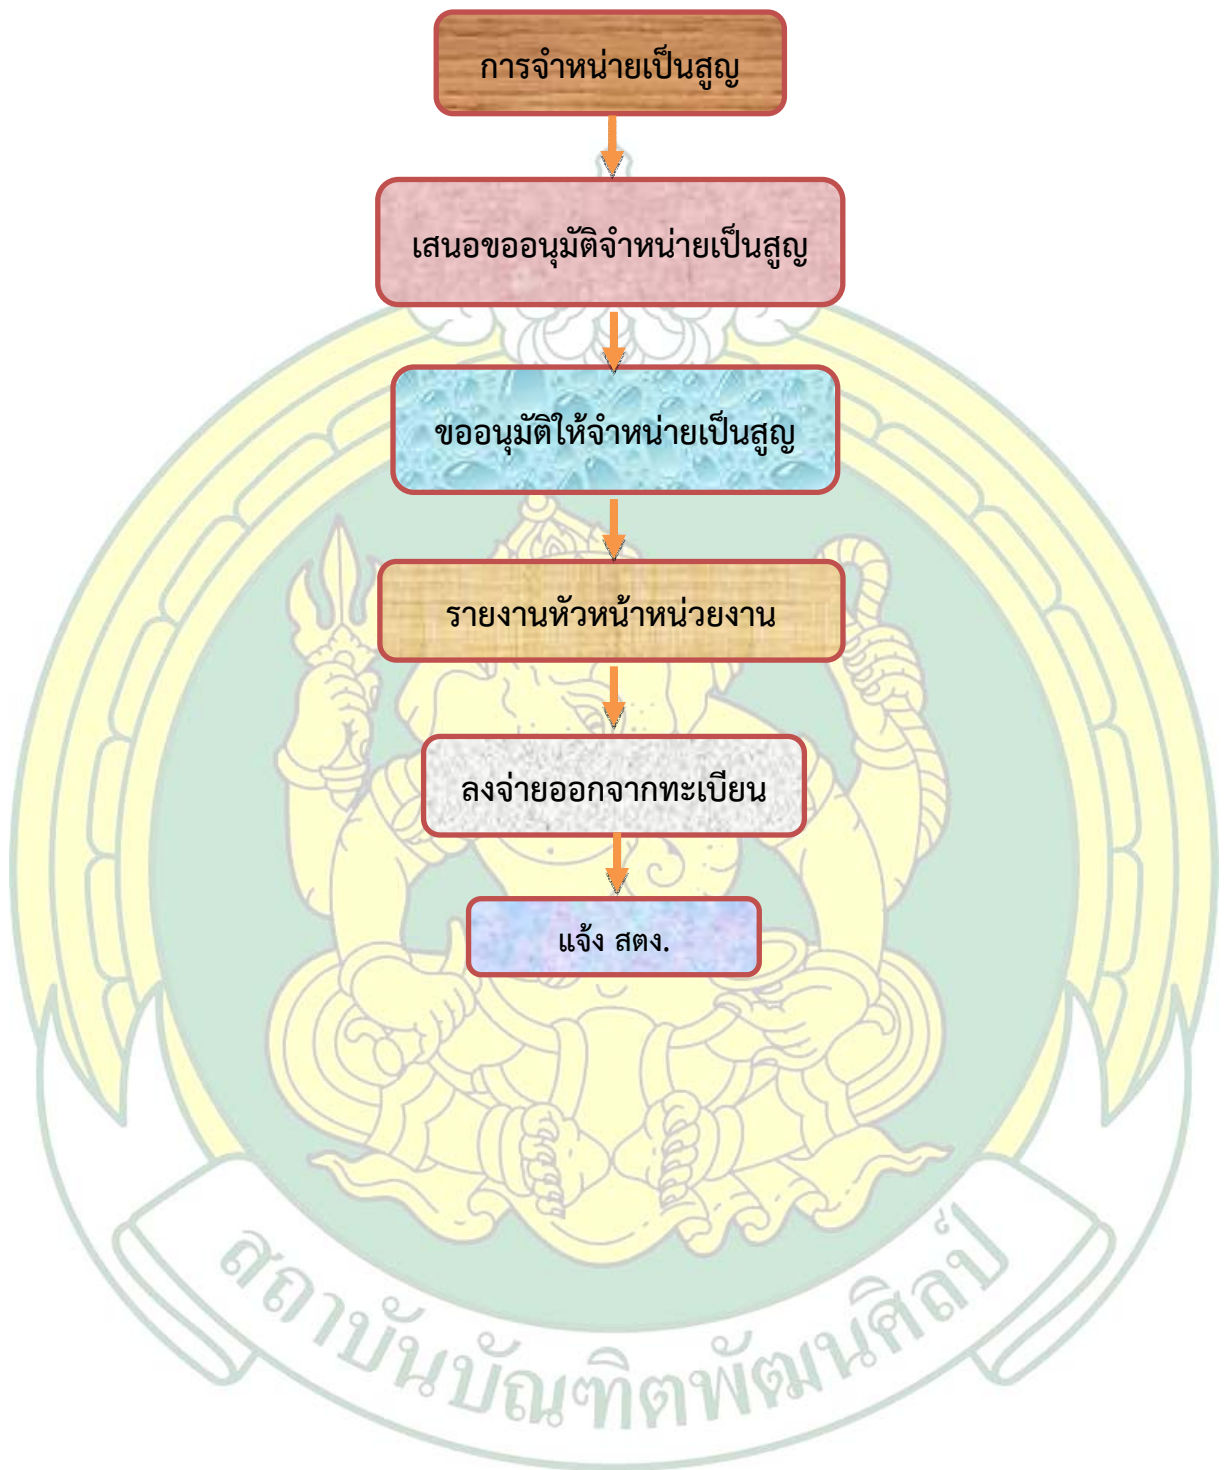 การจำหน่ายเป็นสูญ
เสนอขออนุมัติจำหน่ายเป็นสูญ
ขออนุมัติให้จำหน่ายเป็นสูญ
รายงานหัวหน้าหน่วยงาน
ลงจ่ายออกจากทะเบียน
แจ้ง สตง.
สถาบันบัณฑิตพัฒนศิลป์